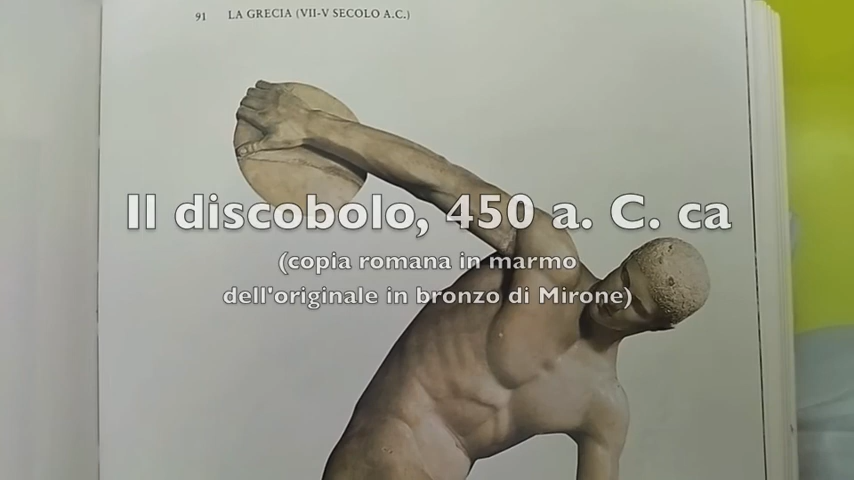 91 LA GRECIA (VII-V SECOLO A.C.)
Il discobolo, 450 a. C. ca
(copia romana in marmo
dell'originale in bronzo di Mirone)